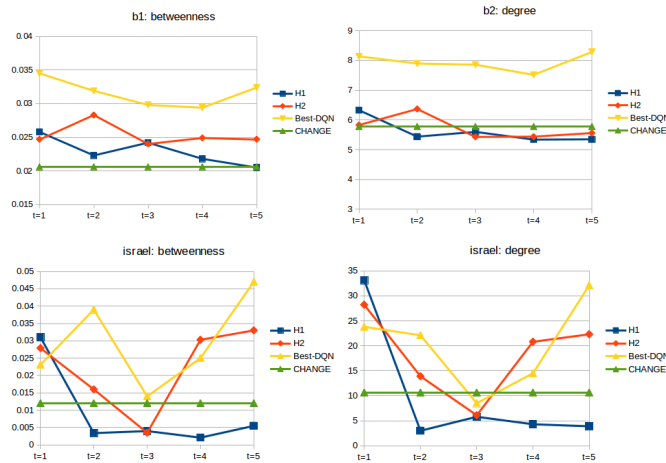 b1: betweenness
0.04
0.035
0.03
0.025
0.02
0.015
t=1 t=2 t=3 t=4 t=5
H1
H2
Best-DQN
CHANGE
b2: degree
9
8
7
6
5
4
3
t=1 t=2 t=3 t=4 t=5
H1
H2
Best-DQN
CHANGE
israel: betweenness
0.05
0.045
0.04
0.035
0.03
0.025
0.02
0.015
0.01
0.005
0
t=1 t=2 t=3 t=4 t=5
H1
H2
Best-DQN
CHANGE
israel: degree
35
30
25
20
15
10
5
0
t=1 t=2 t=3 t=4 t=5
H1
H2
Best-DQN
CHANGE